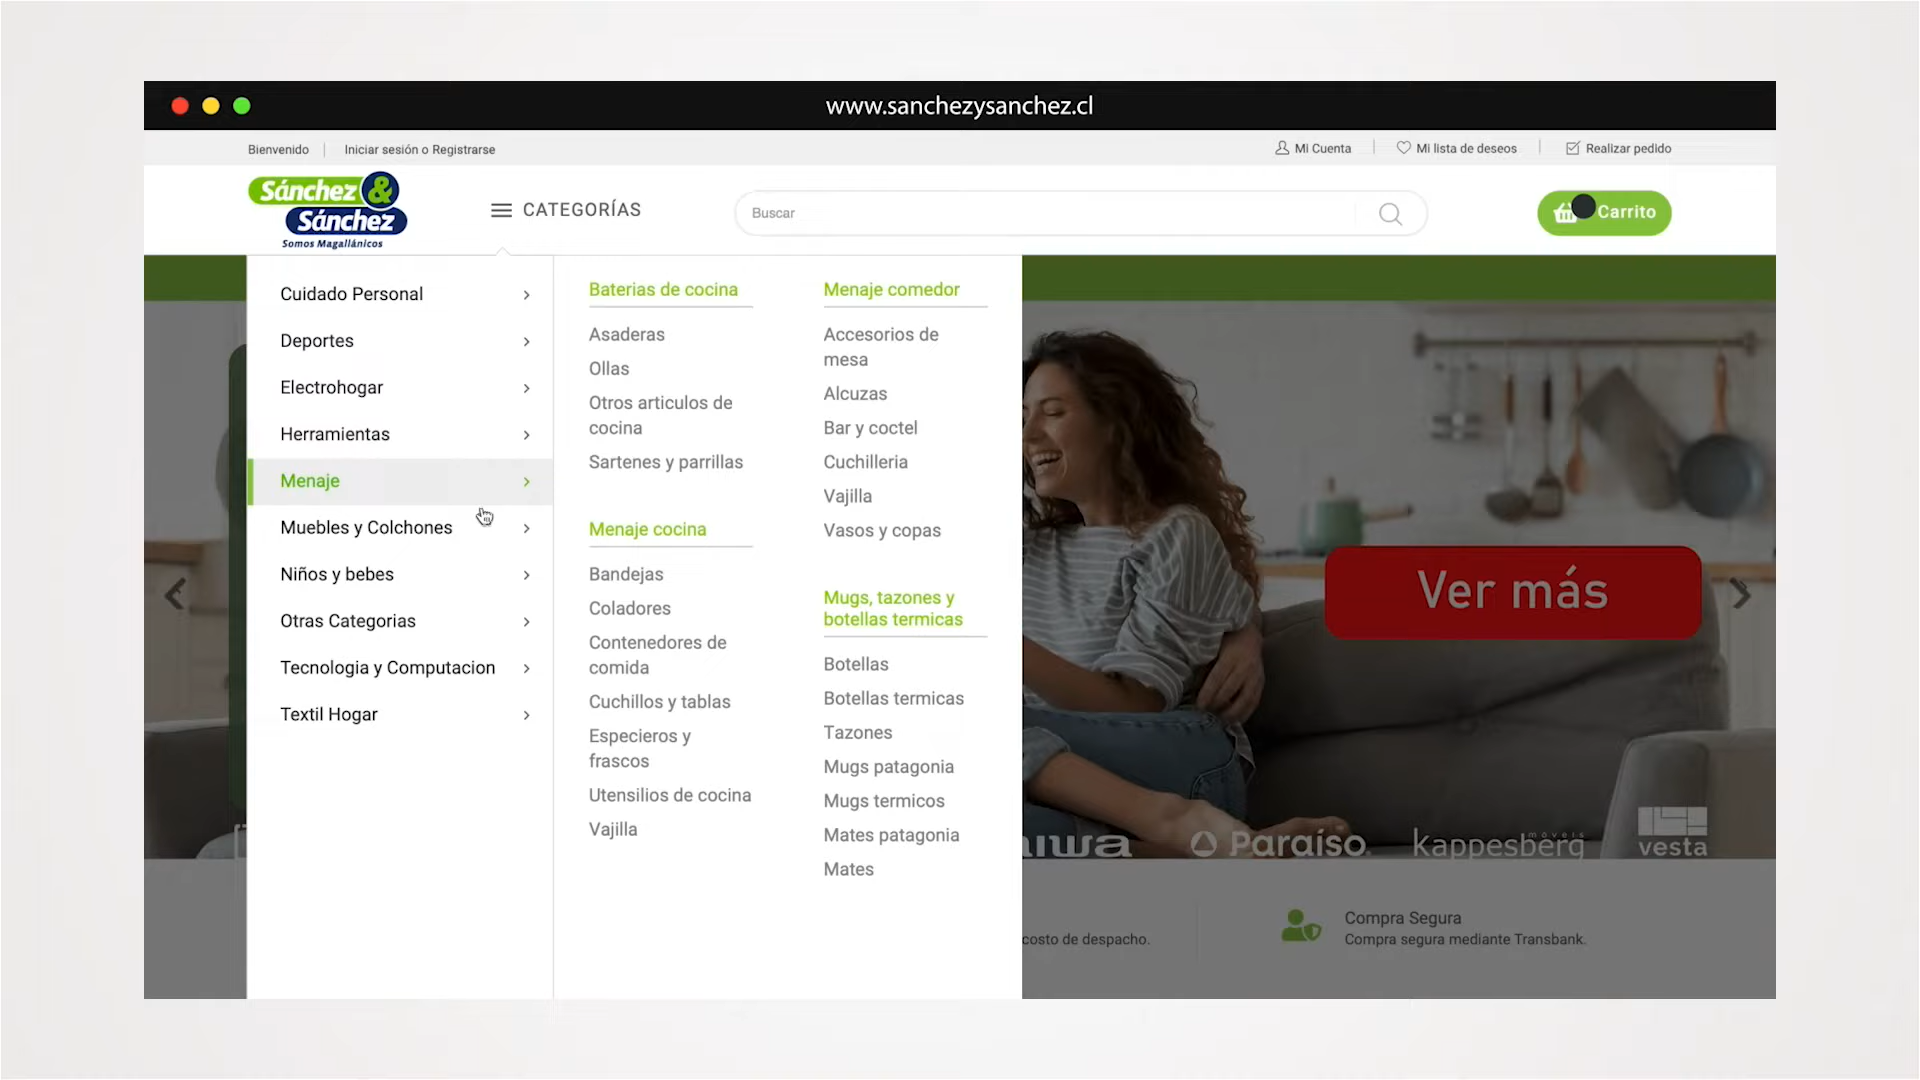 www.sanchezysanchez.cl
Bienvenido
Iniciar sesión o Registrarse
Mi Cuenta
Mi lista de deseos
Realizar pedido
Sánchez &
Sánchez
Somos Magallánicos
CATEGORÍAS
Buscar
Carrito
Cuidado Personal
Deportes
Electrohogar
Herramientas
Menaje
Muebles y Colchones
Niños y bebes
Otras Categorias
Tecnologia y Computacion
Textil Hogar
Baterias de cocina
Asaderas
Ollas
Otros articulos de
cocina
Sartenes y parrillas
Menaje cocina
Bandejas
Coladores
Contenedores de
comida
Cuchillos y tablas
Especieros y
frascos
Utensilios de cocina
Vajilla
Menaje comedor
Accesorios de
mesa
Alcuzas
Bar y coctel
Cuchilleria
Vajilla
Vasos y copas
Mugs, tazones y
botellas termicas
Botellas
Botellas termicas
Tazones
Mugs patagonia
Mugs termicos
Mates patagonia
Mates
Ver más
Paraíso
móveis
kappesberg
vesta
costo de despacho.
Compra Segura
Compra segura mediante Transbank.